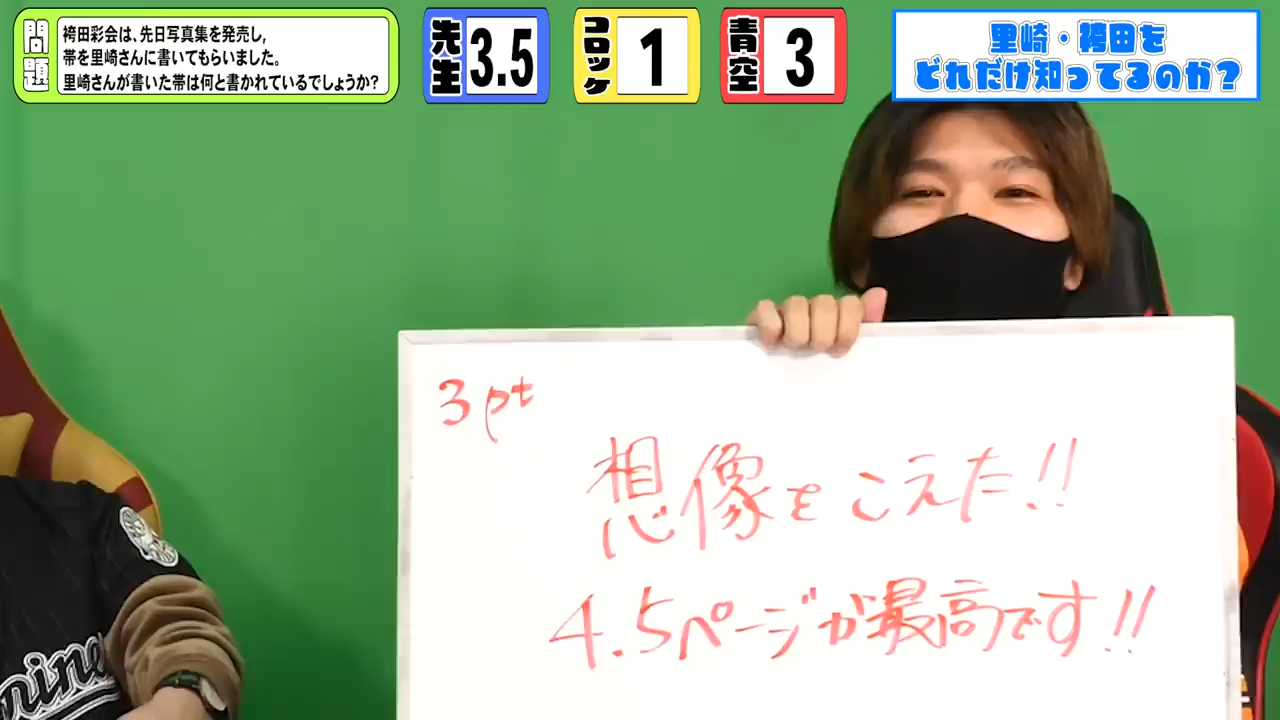 問題
袴田彩会は、先日写真集を発売し,
帯を里崎さんに書いてもらいました。
里崎さんが書いた帯は何と書かれているでしょうか?
先生 3.5
コロッケ 1
青空 3
里崎・袴田を
どれだけ知ってるのか?
3pt
想像をこえた!!
4.5ページが最高です!!